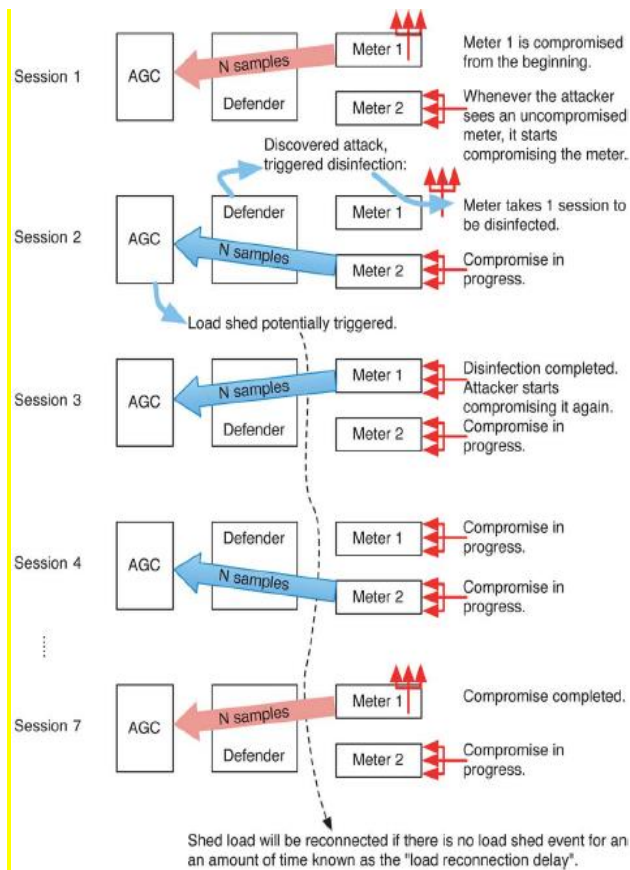 Session 1
AGC
N samples
Defender
Meter 1
Meter 2
Meter 1 is compromised
from the beginning.
Whenever the attacker
sees an uncompromised
meter, it starts
compromising the meter.
Discovered attack,
triggered disinfection:
Session 2
AGC
Defender
N samples
Meter 1
Meter 2
Meter takes 1 session to
be disinfected.
Compromise in
progress.
Load shed potentially triggered.
Session 3
AGC
N samples
Defender
Meter 1
Meter 2
Disinfection completed.
Attacker starts
compromising it again.
Compromise in
progress.
Session 4
AGC
Defender
N samples
Meter 1
Meter 2
Compromise in
progress.
Compromise in
progress.
.....
Session 7
AGC
N samples
Defender
Meter 1
Meter 2
Compromise completed.
Compromise in
progress.
Shed load will be reconnected if there is no load shed event for an
an amount of time known as the "load reconnection delay".